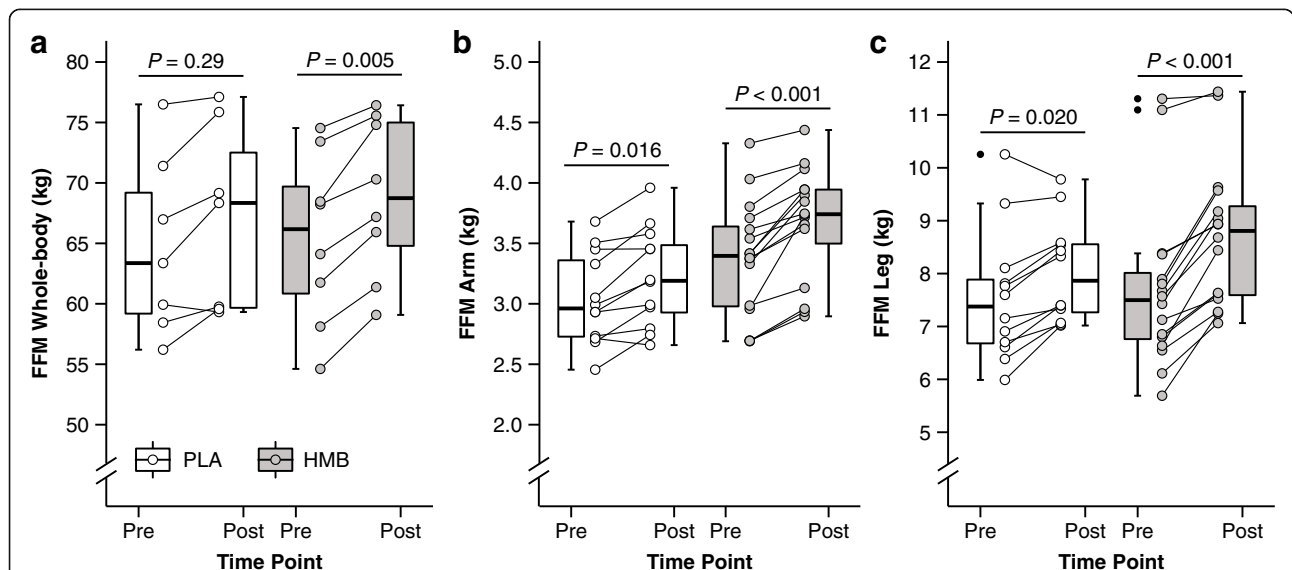 a
P = 0.29
P = 0.005
80
75
70
65
60
55
50
FFM Whole-body (kg)
PLA
HMB
Pre
Post
Pre
Post
Time Point
b
P = 0.016
P < 0.001
5.0
4.5
4.0
3.5
3.0
2.5
2.0
FFM Arm (kg)
Pre
Post
Pre
Post
Time Point
c
P = 0.020
P < 0.001
12
11
10
9
8
7
6
5
FFM Leg (kg)
Pre
Post
Pre
Post
Time Point